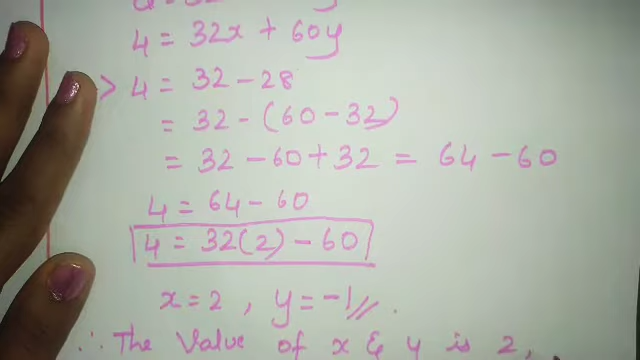 4 = 32x + 60y
> 4 = 32 - 28
= 32 - (60 - 32)
= 32 - 60 + 32 = 64 - 60
4 = 64 - 60
4 = 32(2) - 60
x = 2 , y = -1 // .
∴ The Value of x & y is 2,